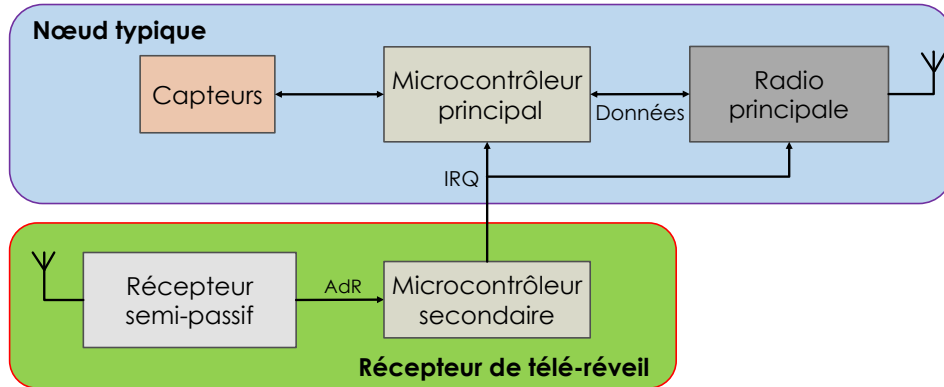 Nœud typique
Capteurs
Microcontrôleur
principal
Données
Radio
principale
IRQ
Récepteur
semi-passif
AdR
Microcontrôleur
secondaire
Récepteur de télé-réveil